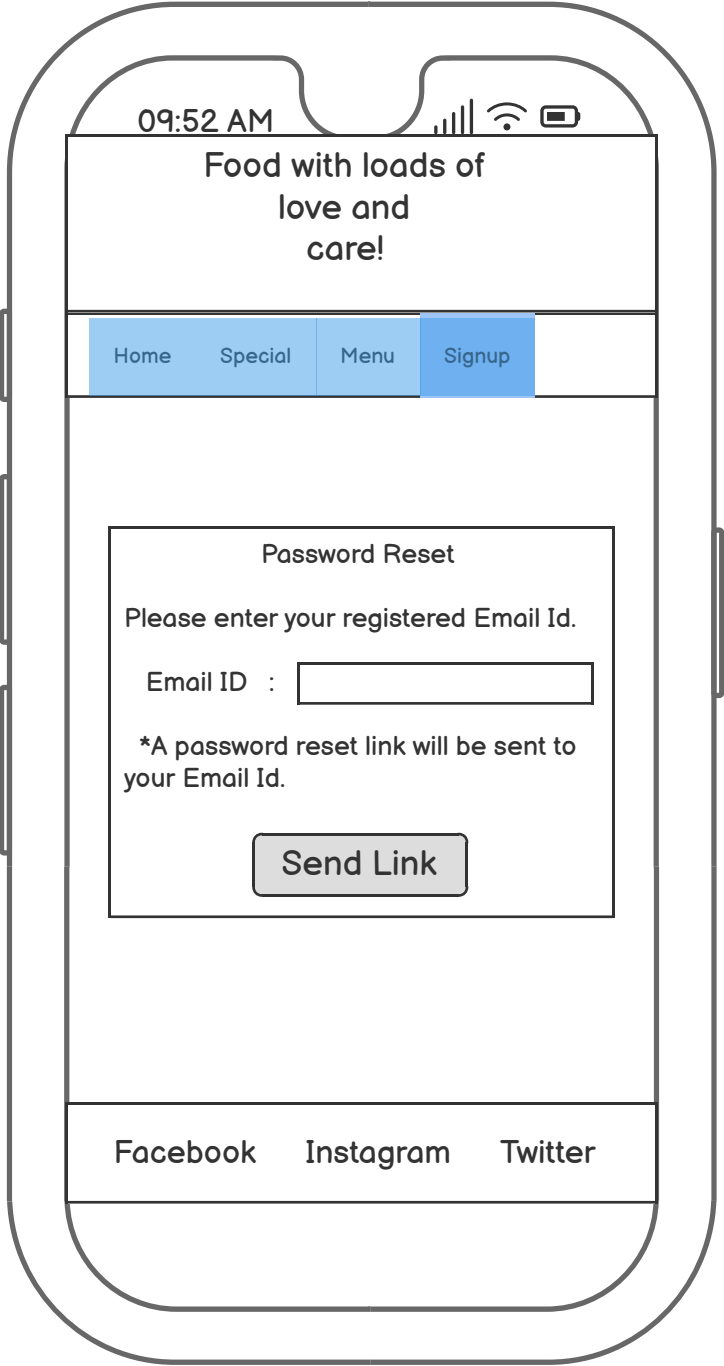 09:52 AM
Food with loads of
love and
care!
Home Special Menu Signup
Password Reset
Please enter your registered Email Id.
Email ID :
*A password reset link will be sent to
your Email Id.
Send Link
Facebook Instagram Twitter